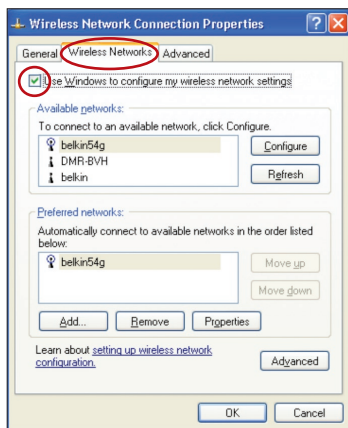 Wireless Network Connection Properties
General Wireless Networks Advanced
Use Windows to configure my wireless network settings
Available networks:
To connect to an available network, click Configure.
belkin54g
Configure
DMR-BVH
belkin
Refresh
Preferred networks:
Automatically connect to available networks in the order listed
below:
belkin54g
Move up
Move down
Add... Remove Properties
Learn about setting up wireless network
configuration.
Advanced
OK Cancel